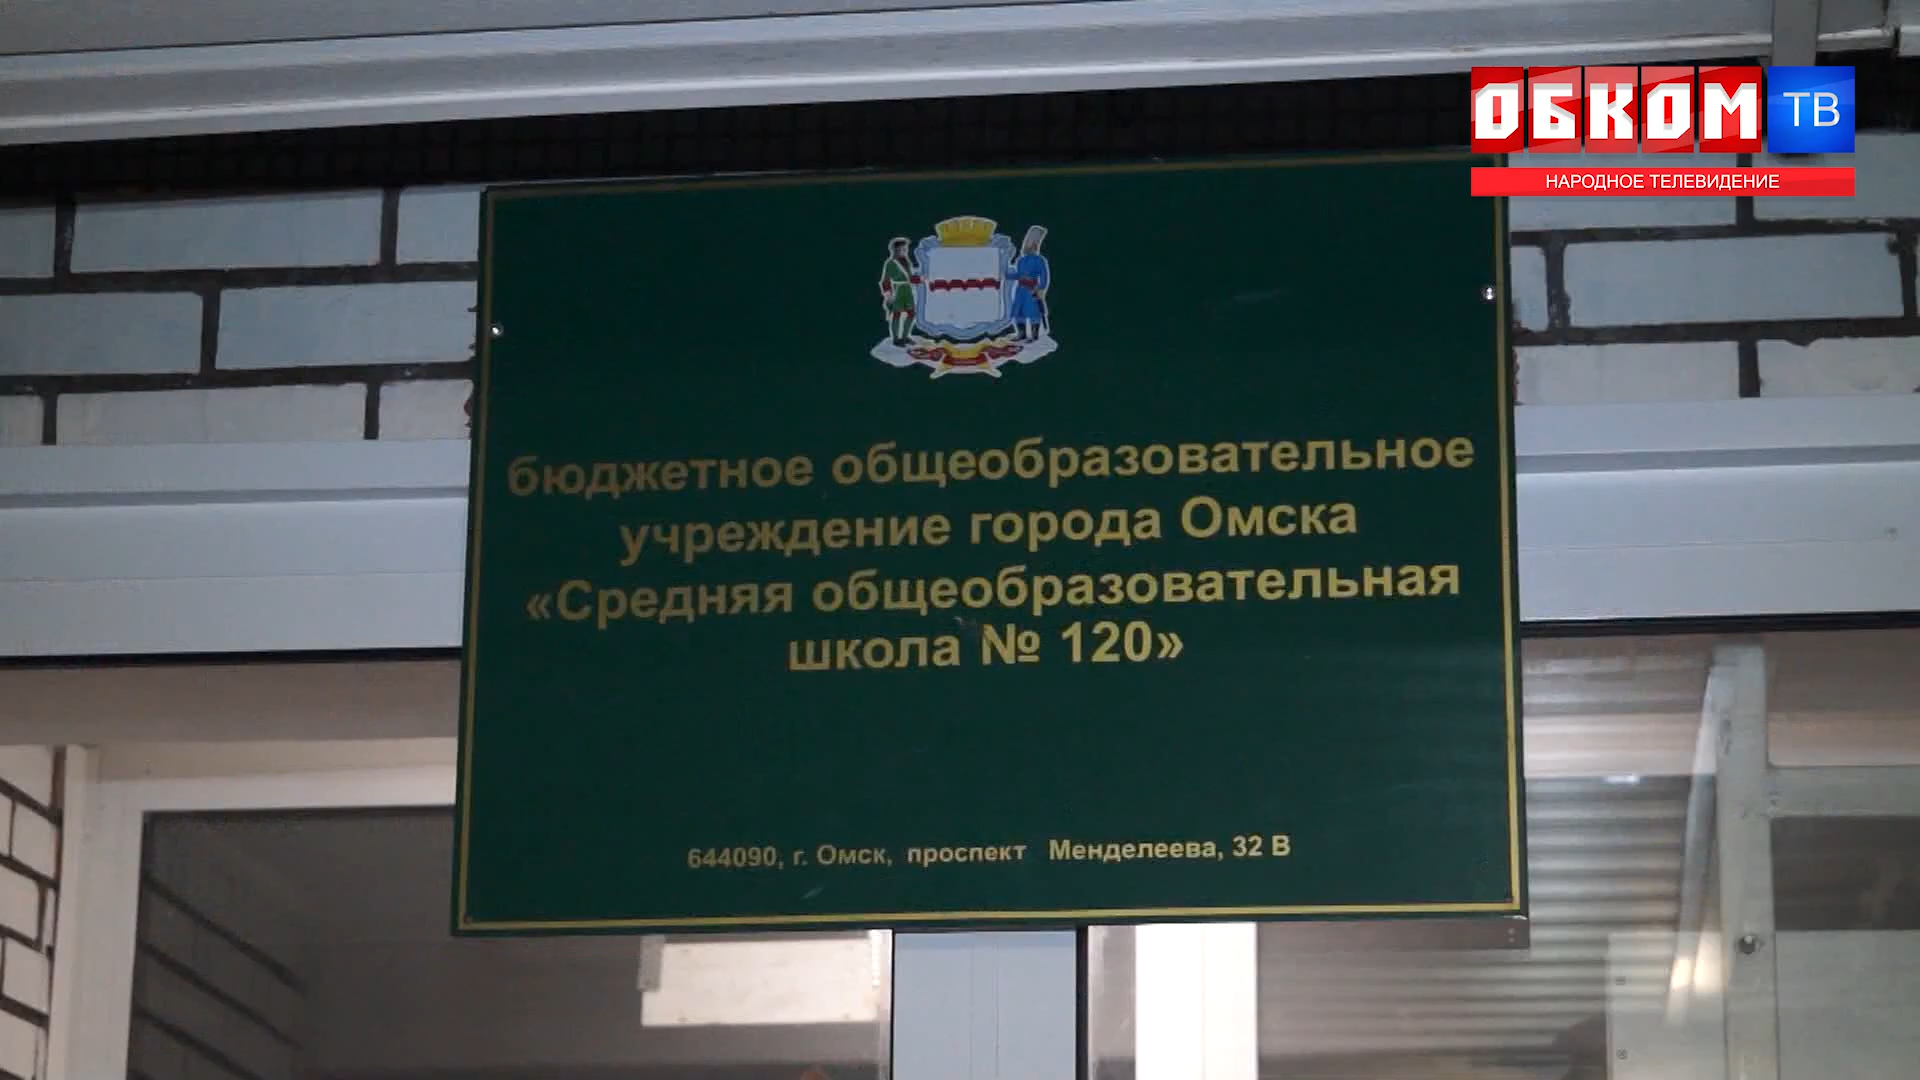 ОБКОМ ТВ
НАРОДНОЕ ТЕЛЕВИДЕНИЕ
бюджетное общеобразовательное
учреждение города Омска
«Средняя общеобразовательная
школа № 120»
644090, г. Омск, проспект Менделеева, 32 В